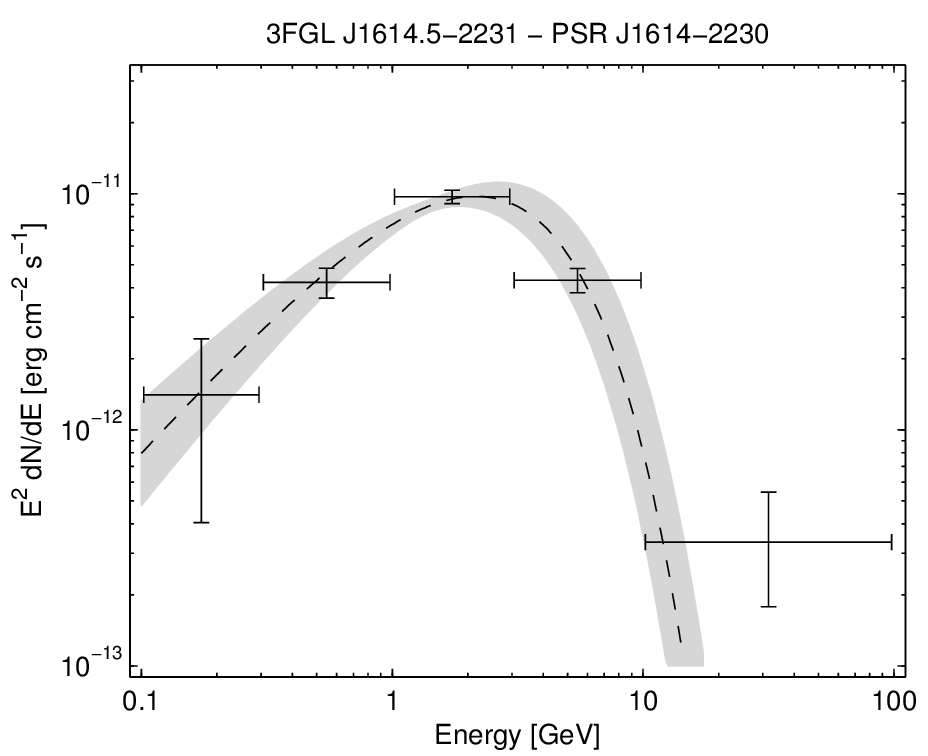 3FGL J1614.5−2231 − PSR J1614−2230
E² dN/dE [erg cm⁻² s⁻¹]
10⁻¹¹
10⁻¹²
10⁻¹³
0.1 1 10 100
Energy [GeV]